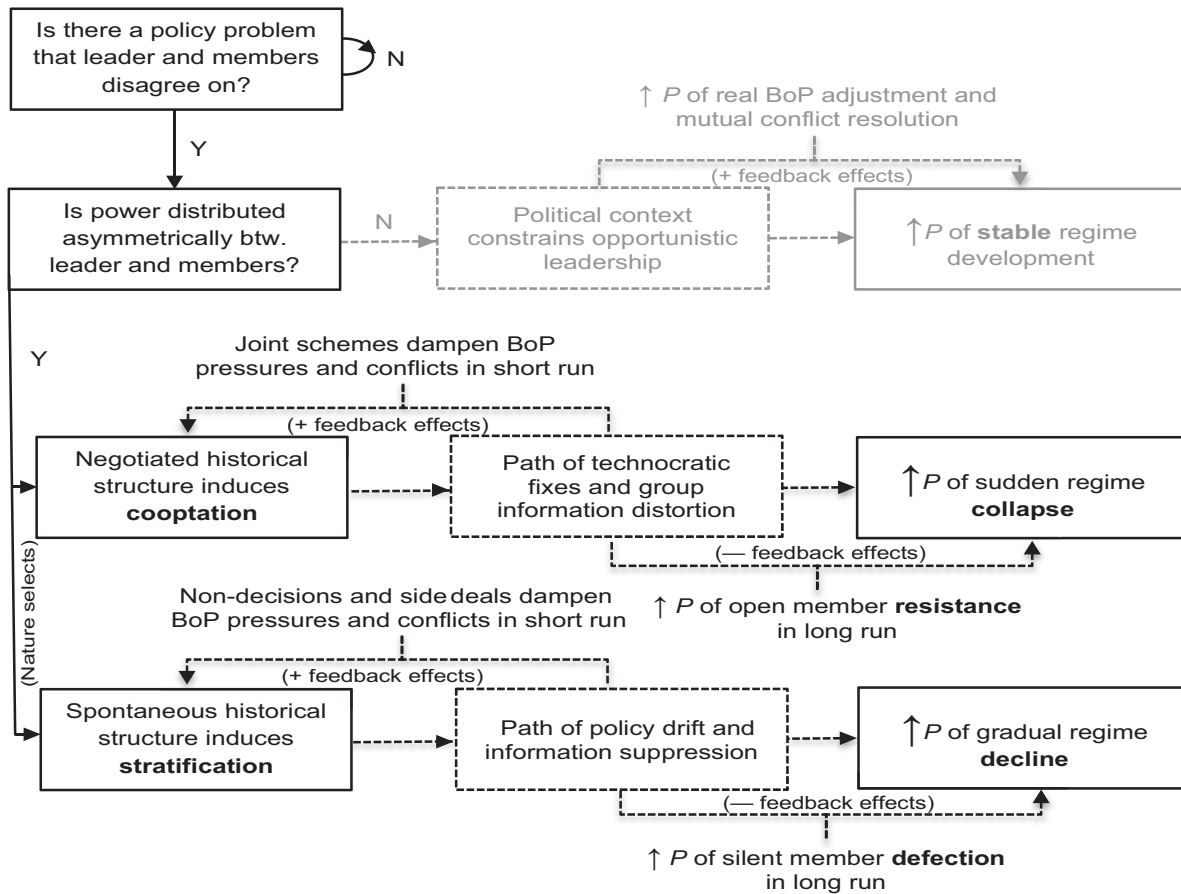 Is there a policy problem
that leader and members
disagree on?
N
Y
↑ P of real BoP adjustment and
mutual conflict resolution
(+ feedback effects)
Is power distributed
asymmetrically btw.
leader and members?
N
Political context
constrains opportunistic
leadership
↑P of stable regime
development
Y
(Nature selects)
Joint schemes dampen BoP
pressures and conflicts in short run
(+ feedback effects)
Negotiated historical
structure induces
cooptation
Path of technocratic
fixes and group
information distortion
↑P of sudden regime
collapse
(— feedback effects)
↑ P of open member resistance
in long run
Non-decisions and side deals dampen
BoP pressures and conflicts in short run
(+ feedback effects)
Spontaneous historical
structure induces
stratification
Path of policy drift and
information suppression
↑P of gradual regime
decline
(— feedback effects)
↑ P of silent member defection
in long run